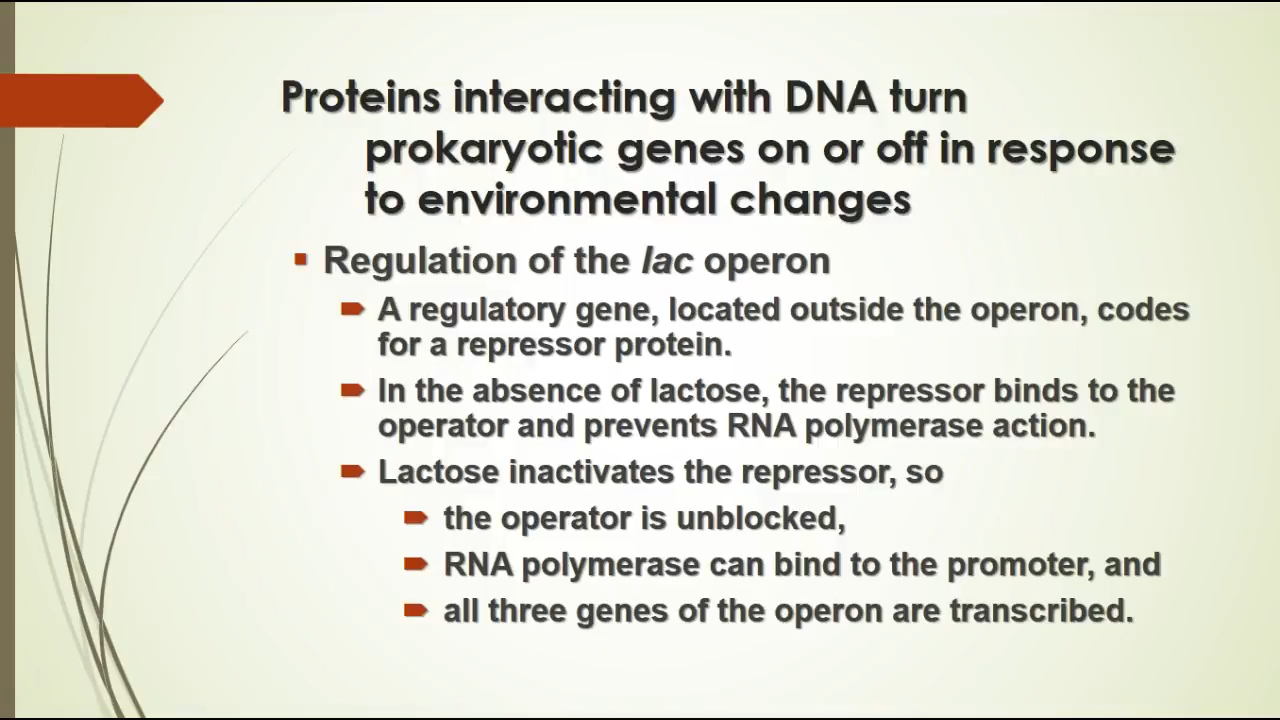 Proteins interacting with DNA turn
prokaryotic genes on or off in response
to environmental changes
Regulation of the lac operon
A regulatory gene, located outside the operon, codes
for a repressor protein.
In the absence of lactose, the repressor binds to the
operator and prevents RNA polymerase action.
Lactose inactivates the repressor, so
the operator is unblocked,
RNA polymerase can bind to the promoter, and
all three genes of the operon are transcribed.